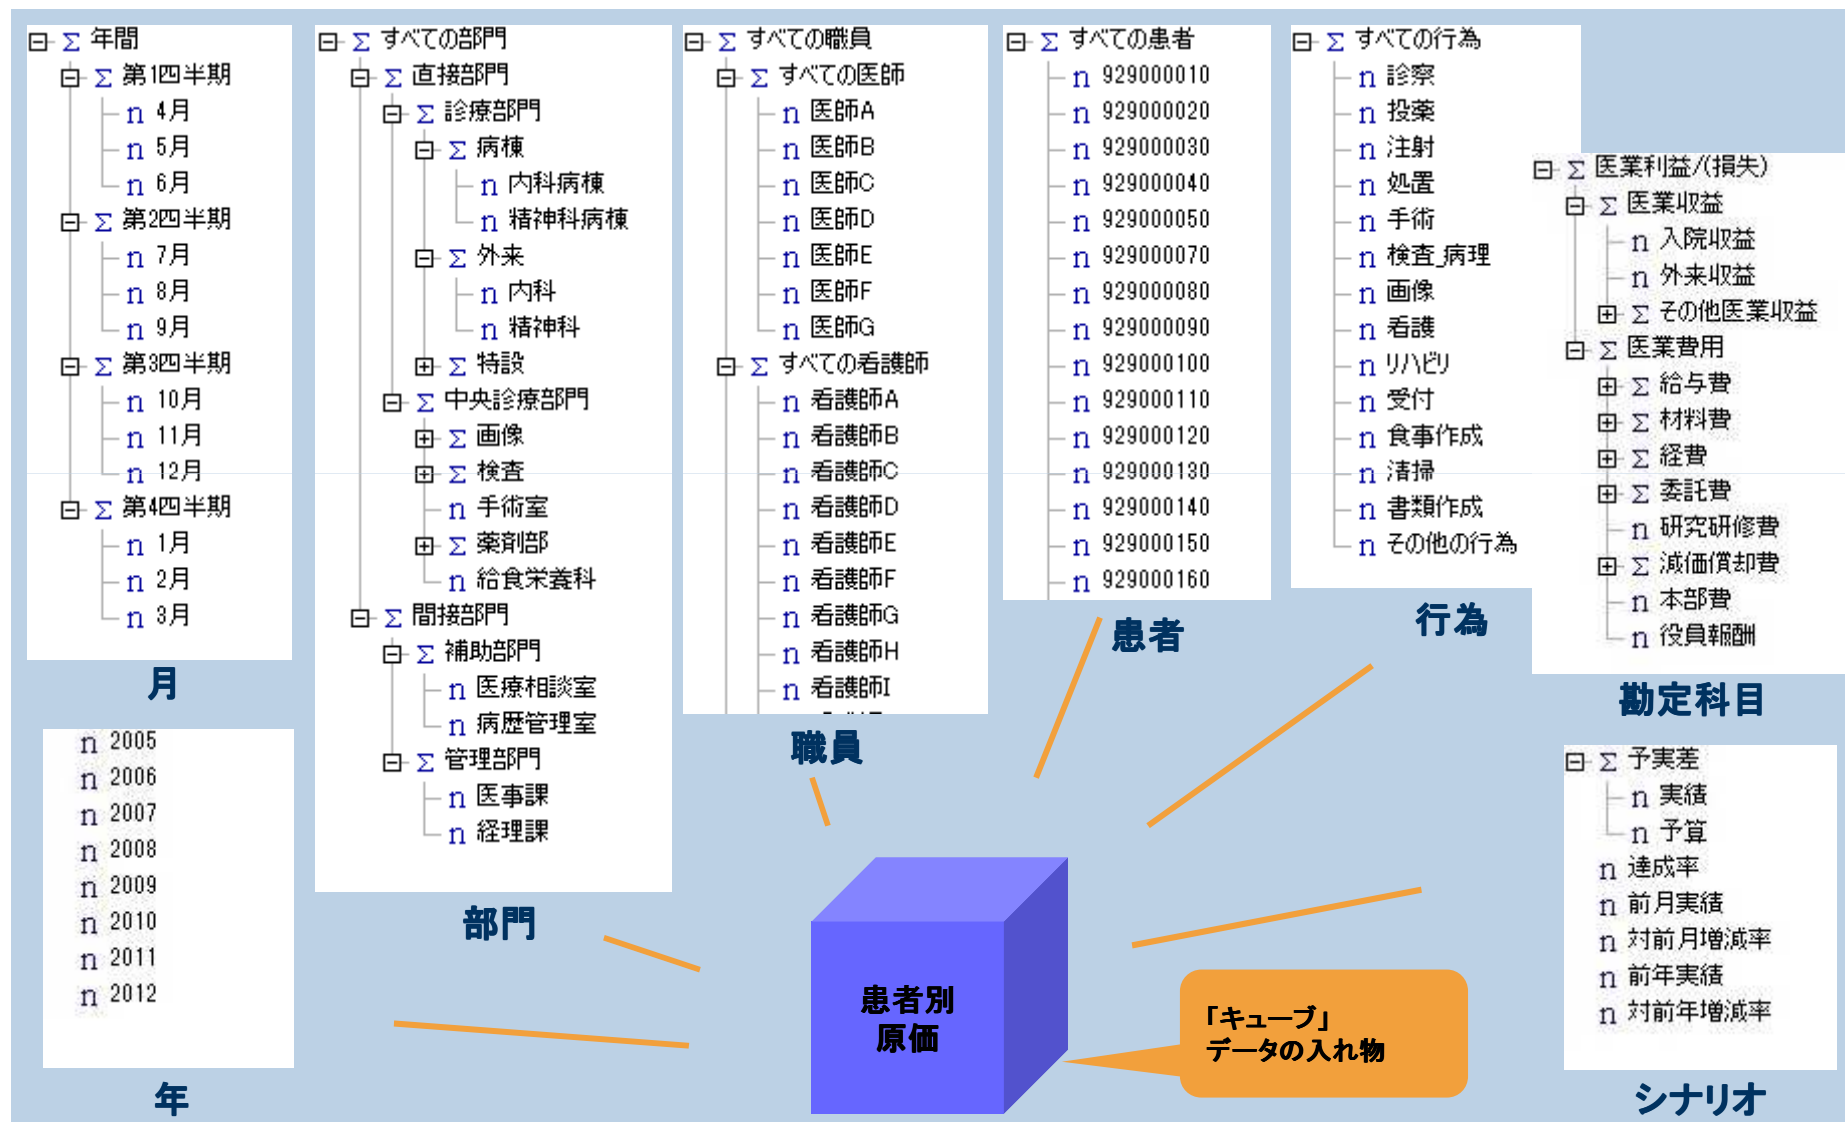 Σ 年間
Σ 第1四半期
n 4月
n 5月
n 6月
Σ 第2四半期
n 7月
n 8月
n 9月
Σ 第3四半期
n 10月
n 11月
n 12月
Σ 第4四半期
n 1月
n 2月
n 3月
月
n 2005
n 2006
n 2007
n 2008
n 2009
n 2010
n 2011
n 2012
年
Σ すべての部門
Σ 直接部門
Σ 診療部門
Σ 病棟
n 内科病棟
n 精神科病棟
Σ 外来
n 内科
n 精神科
Σ 特設
Σ 中央診療部門
Σ 画像
Σ 検査
n 手術室
Σ 薬剤部
n 給食栄養科
Σ 間接部門
Σ 補助部門
n 医療相談室
n 病歴管理室
Σ 管理部門
n 医事課
n 経理課
部門
Σ すべての職員
Σ すべての医師
n 医師A
n 医師B
n 医師C
n 医師D
n 医師E
n 医師F
n 医師G
Σ すべての看護師
n 看護師A
n 看護師B
n 看護師C
n 看護師D
n 看護師E
n 看護師F
n 看護師G
n 看護師H
n 看護師I
職員
Σ すべての患者
n 929000010
n 929000020
n 929000030
n 929000040
n 929000050
n 929000070
n 929000080
n 929000090
n 929000100
n 929000110
n 929000120
n 929000130
n 929000140
n 929000150
n 929000160
患者
Σ すべての行為
n 診察
n 投薬
n 注射
n 処置
n 手術
n 検査_病理
n 画像
n 看護
n リハビリ
n 受付
n 食事作成
n 清掃
n 書類作成
n その他の行為
行為
Σ 医業利益/(損失)
Σ 医業収益
n 入院収益
n 外来収益
Σ その他医業収益
Σ 医業費用
Σ 給与費
Σ 材料費
Σ 経費
Σ 委託費
n 研究研修費
Σ 減価償却費
n 本部費
n 役員報酬
勘定科目
Σ 予実差
n 実績
n 予算
n 達成率
n 前月実績
n 対前月増減率
n 前年実績
n 対前年増減率
シナリオ
患者別
原価
「キューブ」
データの入れ物